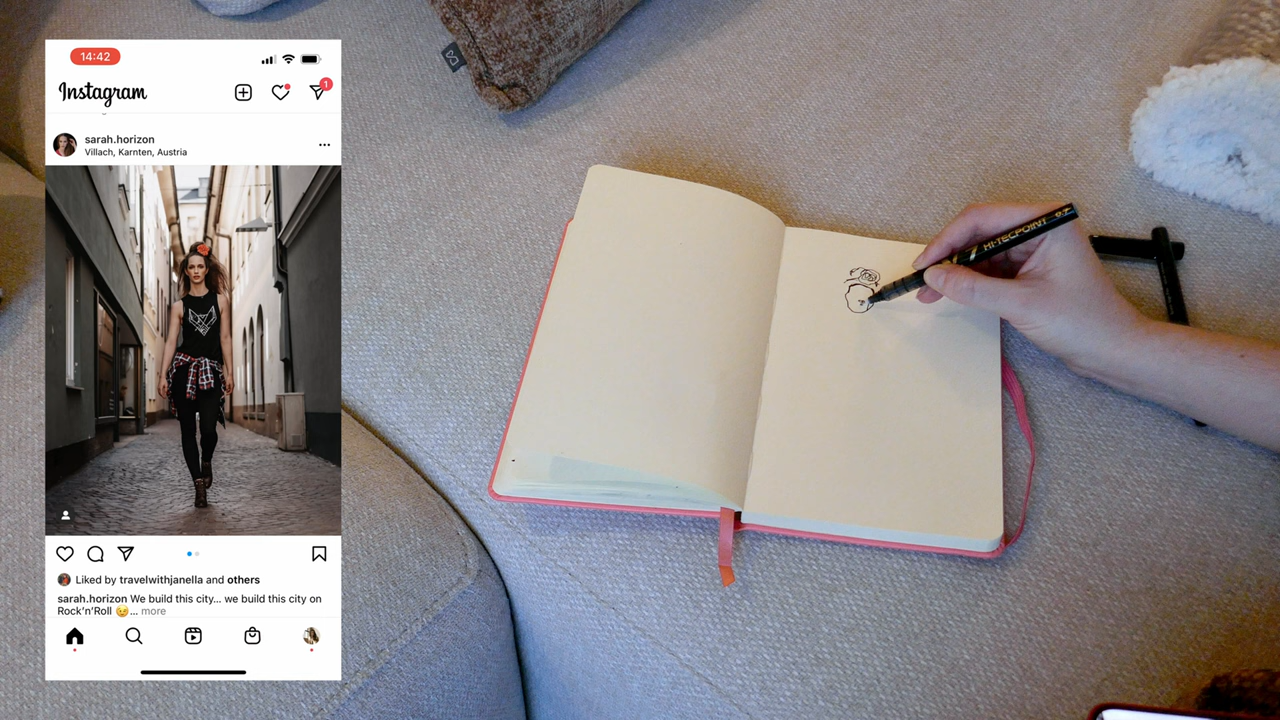 14:42
Instagram
1
sarah.horizon
Villach, Karnten, Austria
Liked by travelwithjanella and others
sarah.horizon We build this city... we build this city on
Rock'n'Roll 😉... more
HI-TECPOINT